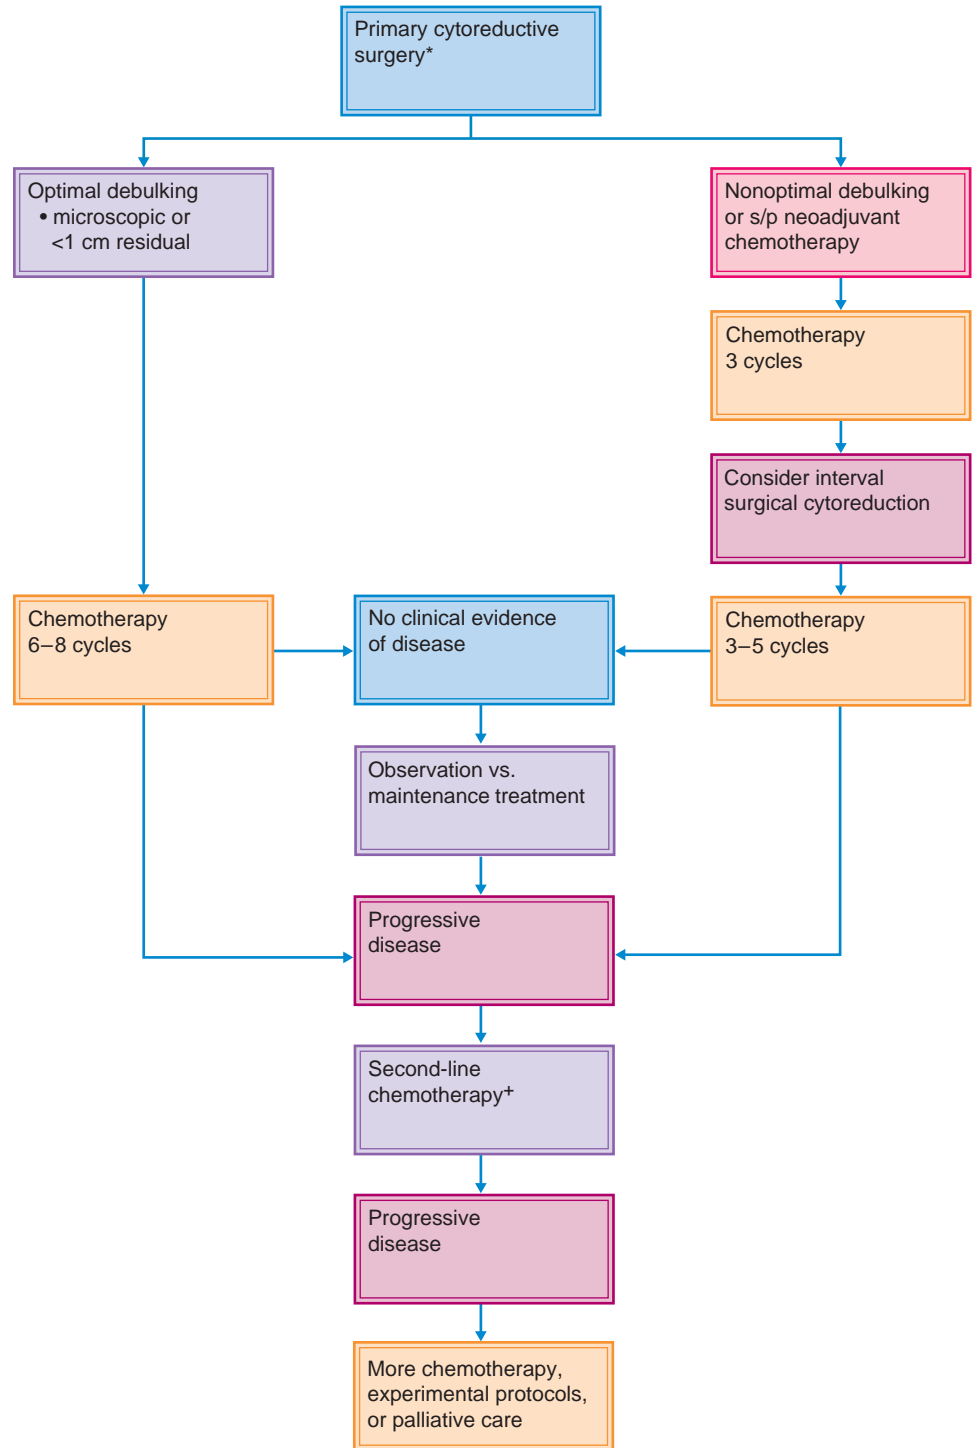 Primary cytoreductive
surgery*
Optimal debulking
• microscopic or
<1 cm residual
Nonoptimal debulking
or s/p neoadjuvant
chemotherapy
Chemotherapy
3 cycles
Consider interval
surgical cytoreduction
Chemotherapy
6–8 cycles
No clinical evidence
of disease
Chemotherapy
3–5 cycles
Observation vs.
maintenance treatment
Progressive
disease
Second-line
chemotherapy+
Progressive
disease
More chemotherapy,
experimental protocols,
or palliative care